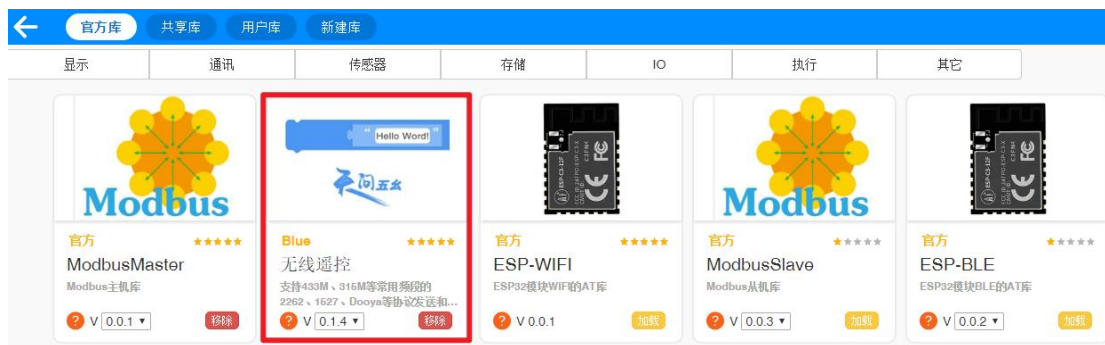 官方库 共享库 用户库 新建库
显示 通讯 传感器 存储 IO 执行 其它
Modbus
官方
ModbusMaster
Modbus主机库
V 0.0.1 移除
Hello Word!
天问五幺
Blue
无线遥控
支持433M、315M等常用频段的
2262、1527、Dooya等协议发送和...
V 0.1.4 移除
官方
ESP-WIFI
ESP32模块WIFI的AT库
V 0.0.1 加载
Modbus
官方
ModbusSlave
Modbus从机库
V 0.0.3 加载
官方
ESP-BLE
ESP32模块BLE的AT库
V 0.0.2 加载